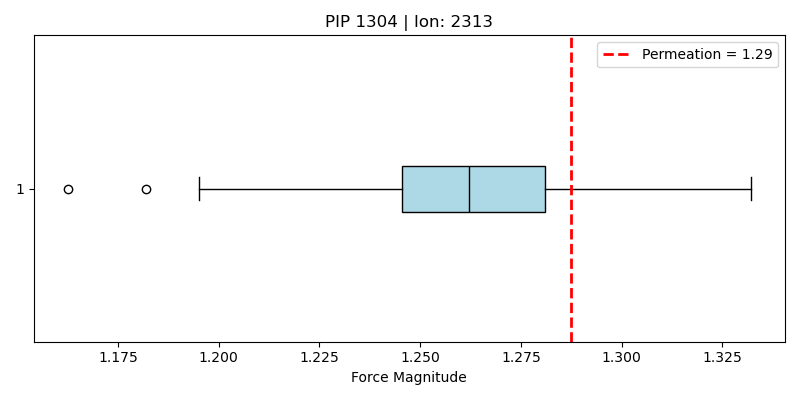 PIP 1304 | Ion: 2313
Permeation = 1.29
1
1.175 1.200 1.225 1.250 1.275 1.300 1.325
Force Magnitude